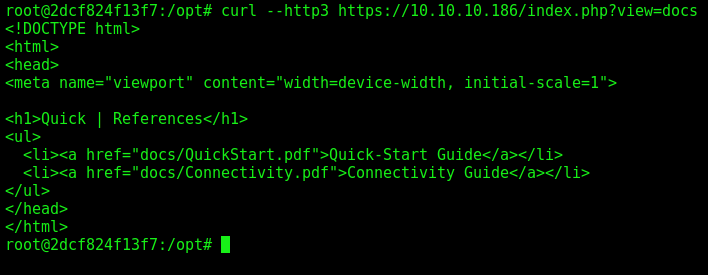 root@2dcf824f13f7:/opt# curl --http3 https://10.10.10.186/index.php?view=docs
<!DOCTYPE html>
<html>
<head>
<meta name="viewport" content="width=device-width, initial-scale=1">

<h1>Quick | References</h1>
<ul>
  <li><a href="docs/QuickStart.pdf">Quick-Start Guide</a></li>
  <li><a href="docs/Connectivity.pdf">Connectivity Guide</a></li>
</ul>
</head>
</html>
root@2dcf824f13f7:/opt#